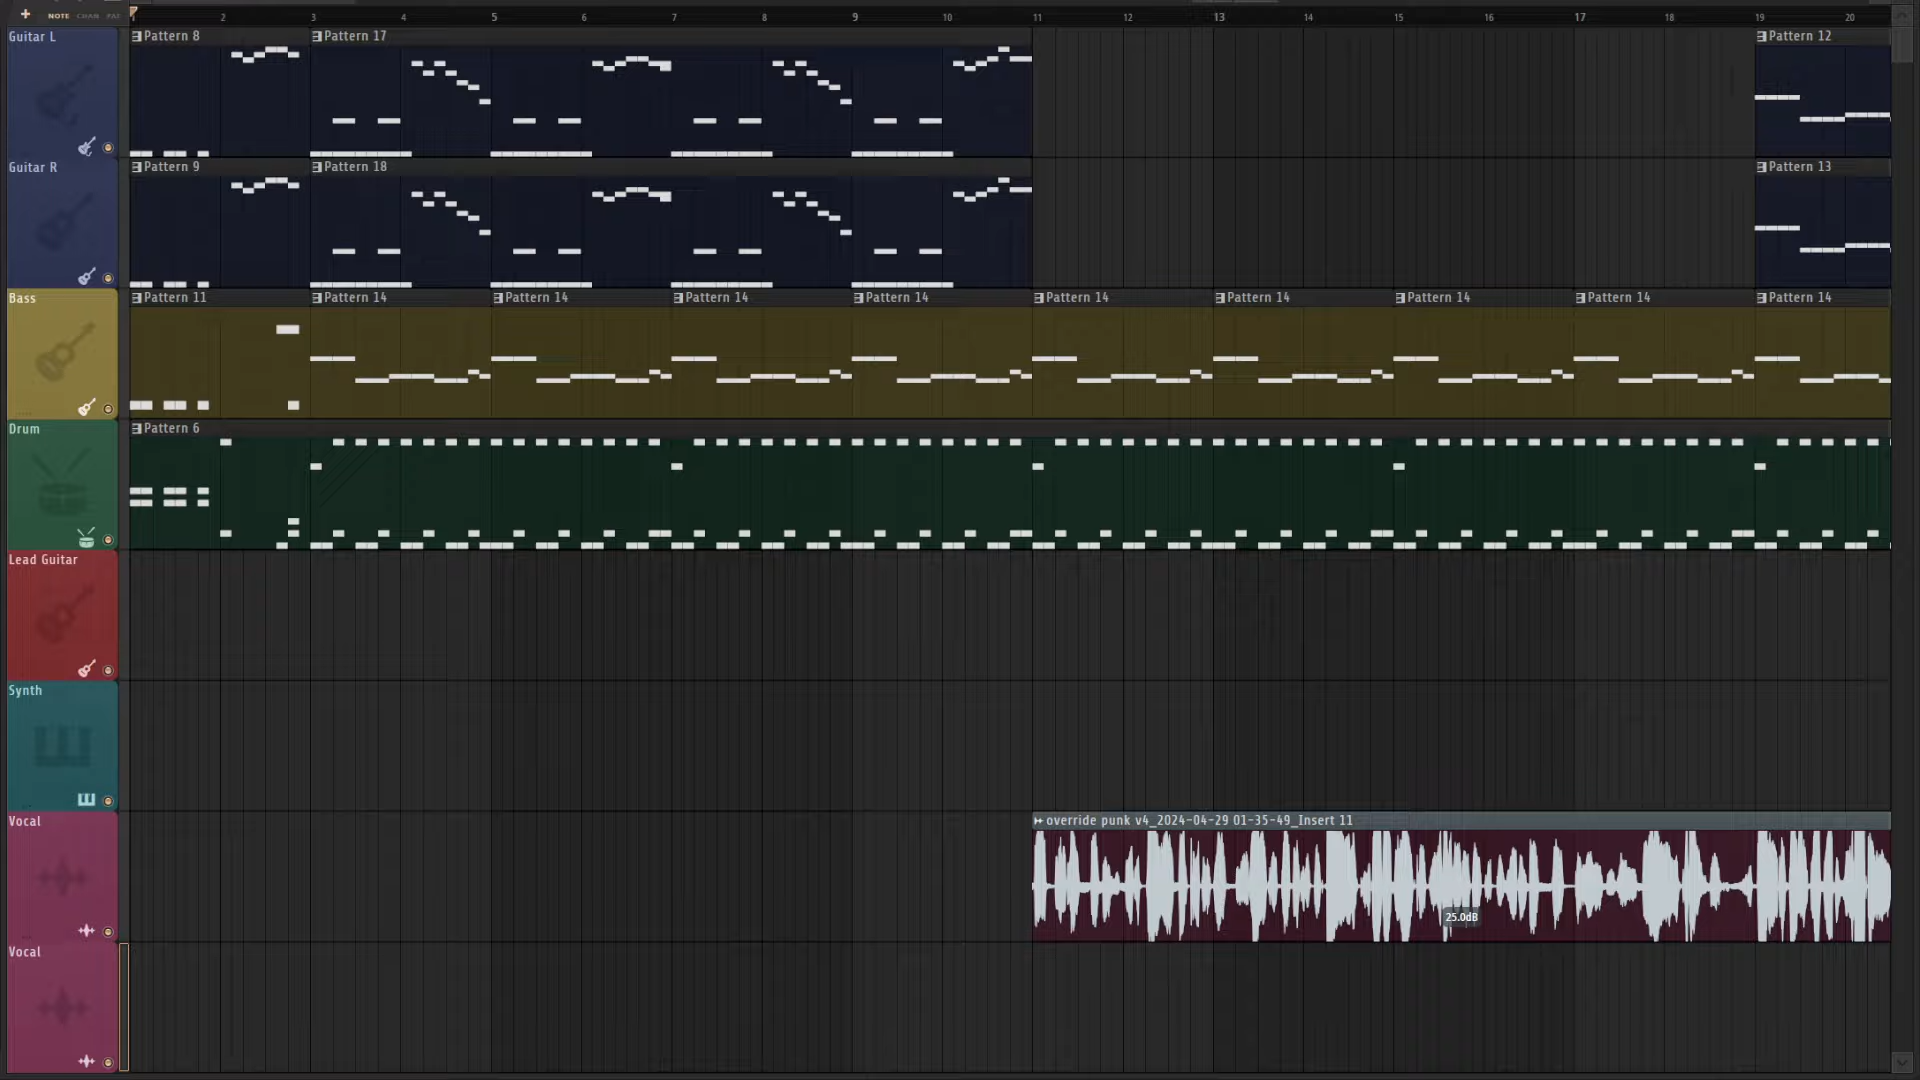 NOTE CHAN PAT
1 2 3 4 5 6 7 8 9 10 11 12 13 14 15 16 17 18 19 20
Guitar L
Pattern 8 Pattern 17 Pattern 12
Guitar R
Pattern 9 Pattern 18 Pattern 13
Bass
Pattern 11 Pattern 14 Pattern 14 Pattern 14 Pattern 14 Pattern 14 Pattern 14 Pattern 14 Pattern 14 Pattern 14
Drum
Pattern 6
Lead Guitar
Synth
Vocal
override punk v4_2024-04-29 01-35-49_Insert 11
25.0dB
Vocal